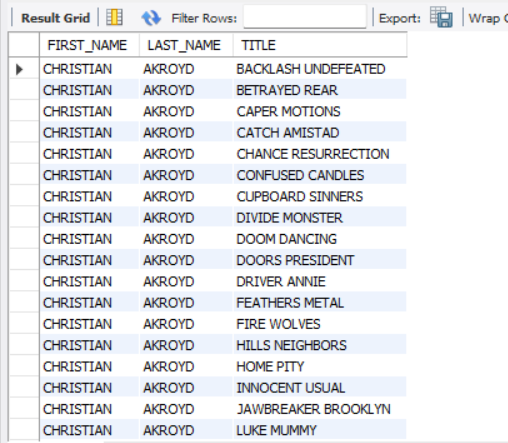 Result Grid Filter Rows: Export: Wrap C
FIRST_NAME LAST_NAME TITLE
CHRISTIAN AKROYD BACKLASH UNDEFEATED
CHRISTIAN AKROYD BETRAYED REAR
CHRISTIAN AKROYD CAPER MOTIONS
CHRISTIAN AKROYD CATCH AMISTAD
CHRISTIAN AKROYD CHANCE RESURRECTION
CHRISTIAN AKROYD CONFUSED CANDLES
CHRISTIAN AKROYD CUPBOARD SINNERS
CHRISTIAN AKROYD DIVIDE MONSTER
CHRISTIAN AKROYD DOOM DANCING
CHRISTIAN AKROYD DOORS PRESIDENT
CHRISTIAN AKROYD DRIVER ANNIE
CHRISTIAN AKROYD FEATHERS METAL
CHRISTIAN AKROYD FIRE WOLVES
CHRISTIAN AKROYD HILLS NEIGHBORS
CHRISTIAN AKROYD HOME PITY
CHRISTIAN AKROYD INNOCENT USUAL
CHRISTIAN AKROYD JAWBREAKER BROOKLYN
CHRISTIAN AKROYD LUKE MUMMY